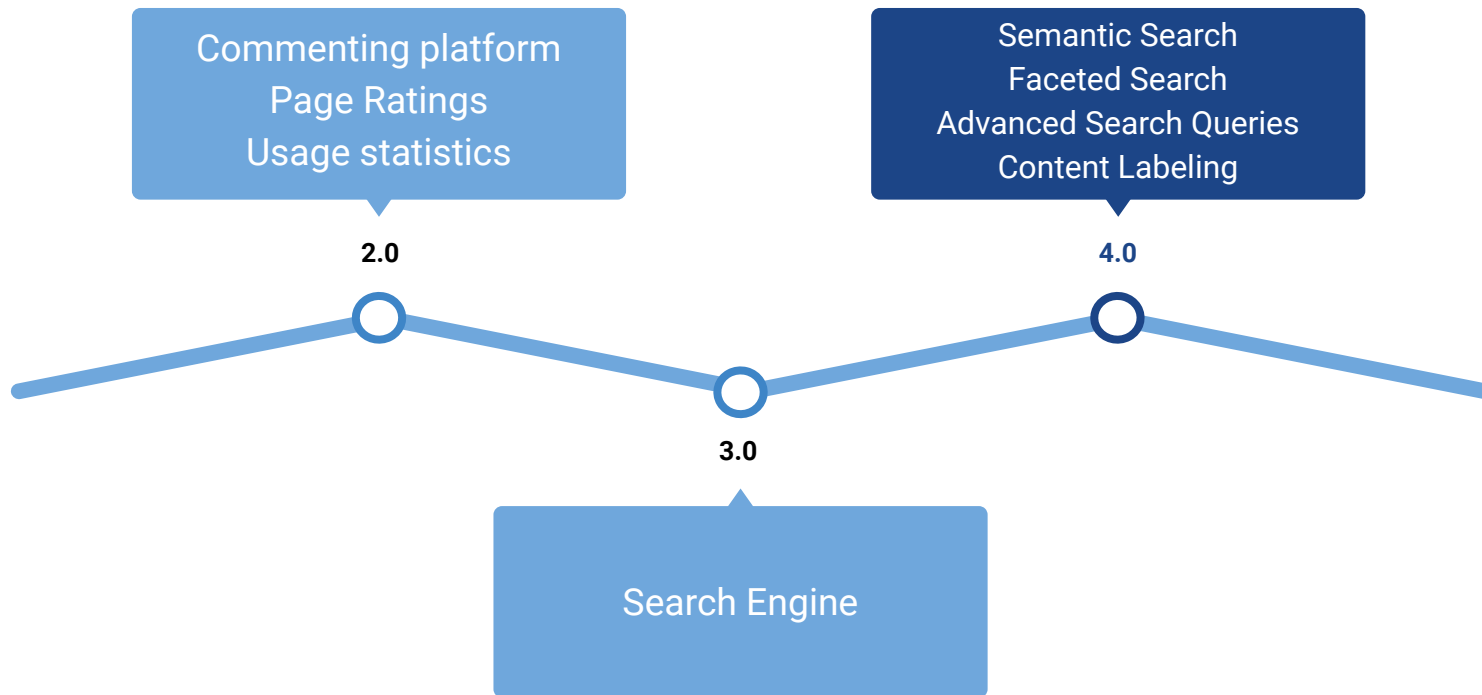 Commenting platform
Page Ratings
Usage statistics
2.0
Semantic Search
Faceted Search
Advanced Search Queries
Content Labeling
4.0
3.0
Search Engine